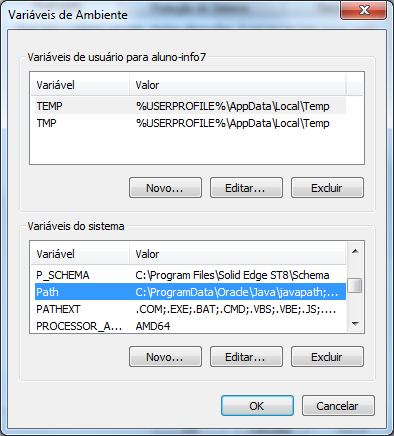 Variáveis de Ambiente
Variáveis de usuário para aluno-info7
Variável Valor
TEMP %USERPROFILE%\AppData\Local\Temp
TMP %USERPROFILE%\AppData\Local\Temp
Novo... Editar... Excluir
Variáveis do sistema
Variável Valor
P_SCHEMA C:\Program Files\Solid Edge ST8\Schema
Path C:\ProgramData\Oracle\Java\javapath;...
PATHEXT .COM;.EXE;.BAT;.CMD;.VBS;.VBE;.JS;....
PROCESSOR_A... AMD64
Novo... Editar... Excluir
OK Cancelar